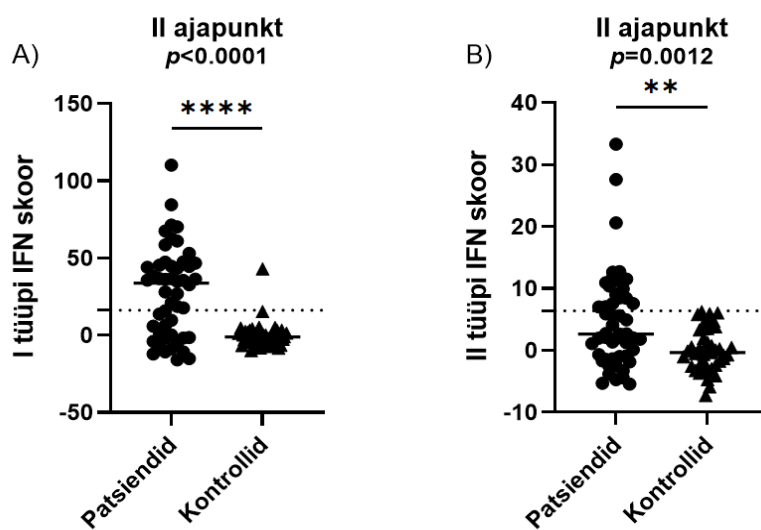 A)
II ajapunkt
p<0.0001
****
I tüüpi IFN skoor
150
100
50
0
-50
Patsiendid
Kontrollid
B)
II ajapunkt
p=0.0012
**
II tüüpi IFN skoor
40
30
20
10
0
-10
Patsiendid
Kontrollid